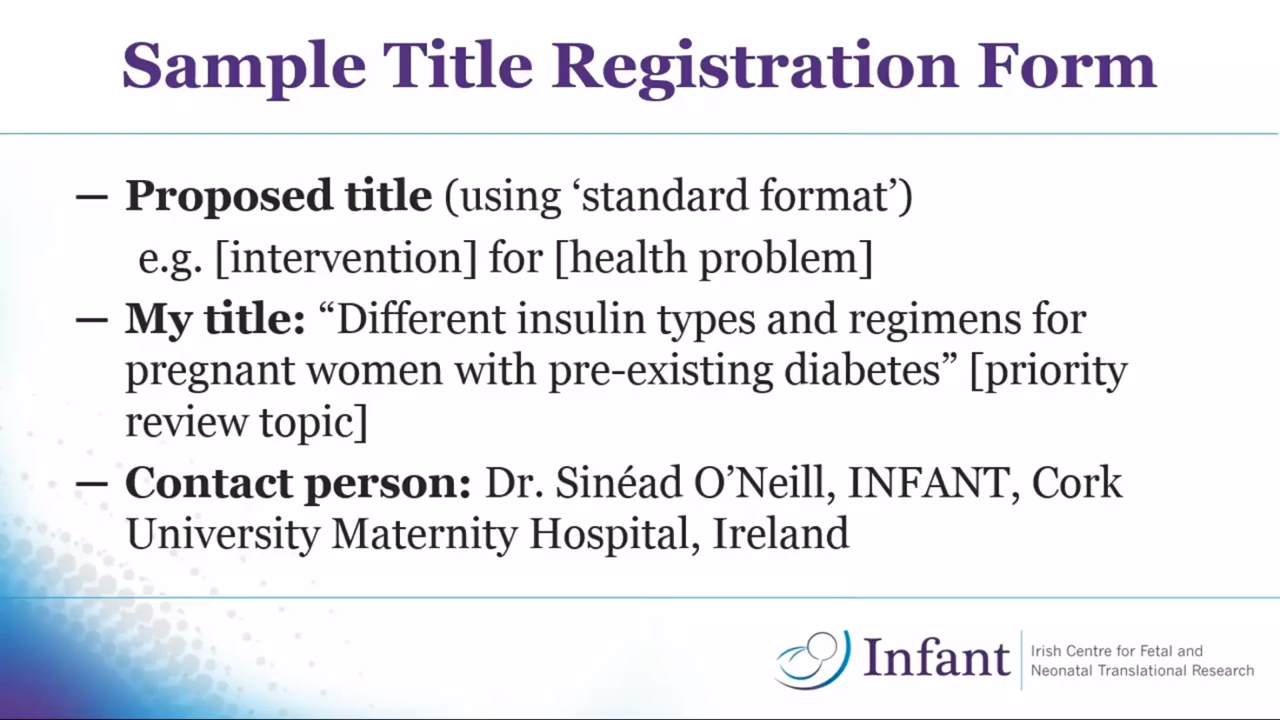 Sample Title Registration Form
— Proposed title (using ‘standard format’)
e.g. [intervention] for [health problem]
— My title: “Different insulin types and regimens for
pregnant women with pre-existing diabetes” [priority
review topic]
— Contact person: Dr. Sinéad O’Neill, INFANT, Cork
University Maternity Hospital, Ireland
Infant
Irish Centre for Fetal and
Neonatal Translational Research